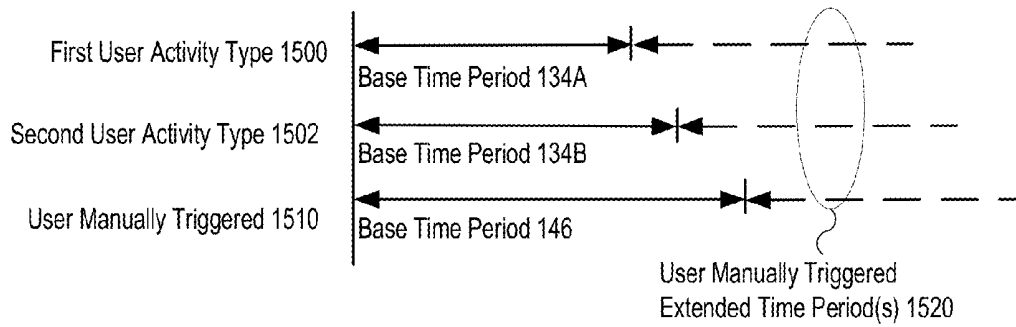 First User Activity Type 1500
Base Time Period 134A
Second User Activity Type 1502
Base Time Period 134B
User Manually Triggered 1510
Base Time Period 146
User Manually Triggered
Extended Time Period(s) 1520